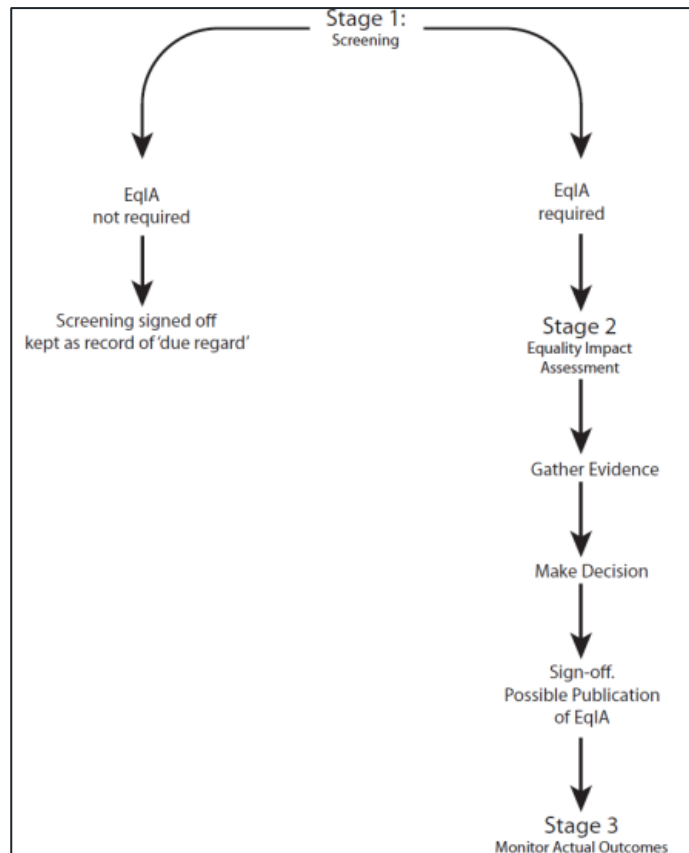 Stage 1:
Screening
EqIA
not required
Screening signed off
kept as record of 'due regard'
EqIA
required
Stage 2
Equality Impact
Assessment
Gather Evidence
Make Decision
Sign-off.
Possible Publication
of EqIA
Stage 3
Monitor Actual Outcomes